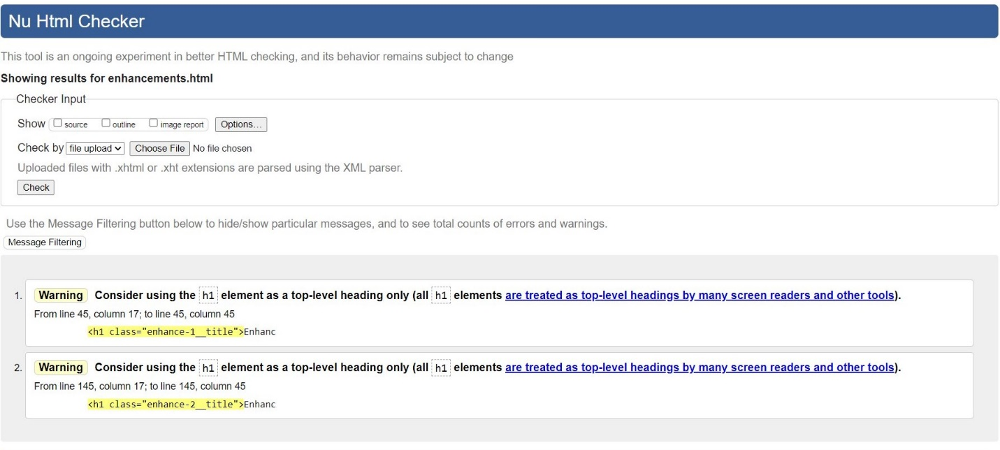 Nu Html Checker
This tool is an ongoing experiment in better HTML checking, and its behavior remains subject to change
Showing results for enhancements.html
Checker Input
Show source outline image report Options...
Check by file upload Choose File No file chosen
Uploaded files with .xhtml or .xht extensions are parsed using the XML parser.
Check
Use the Message Filtering button below to hide/show particular messages, and to see total counts of errors and warnings.
Message Filtering
1. Warning Consider using the h1 element as a top-level heading only (all h1 elements are treated as top-level headings by many screen readers and other tools).
From line 45, column 17; to line 45, column 45
<h1 class="enhance-1__title">Enhanc
2. Warning Consider using the h1 element as a top-level heading only (all h1 elements are treated as top-level headings by many screen readers and other tools).
From line 145, column 17; to line 145, column 45
<h1 class="enhance-2__title">Enhanc